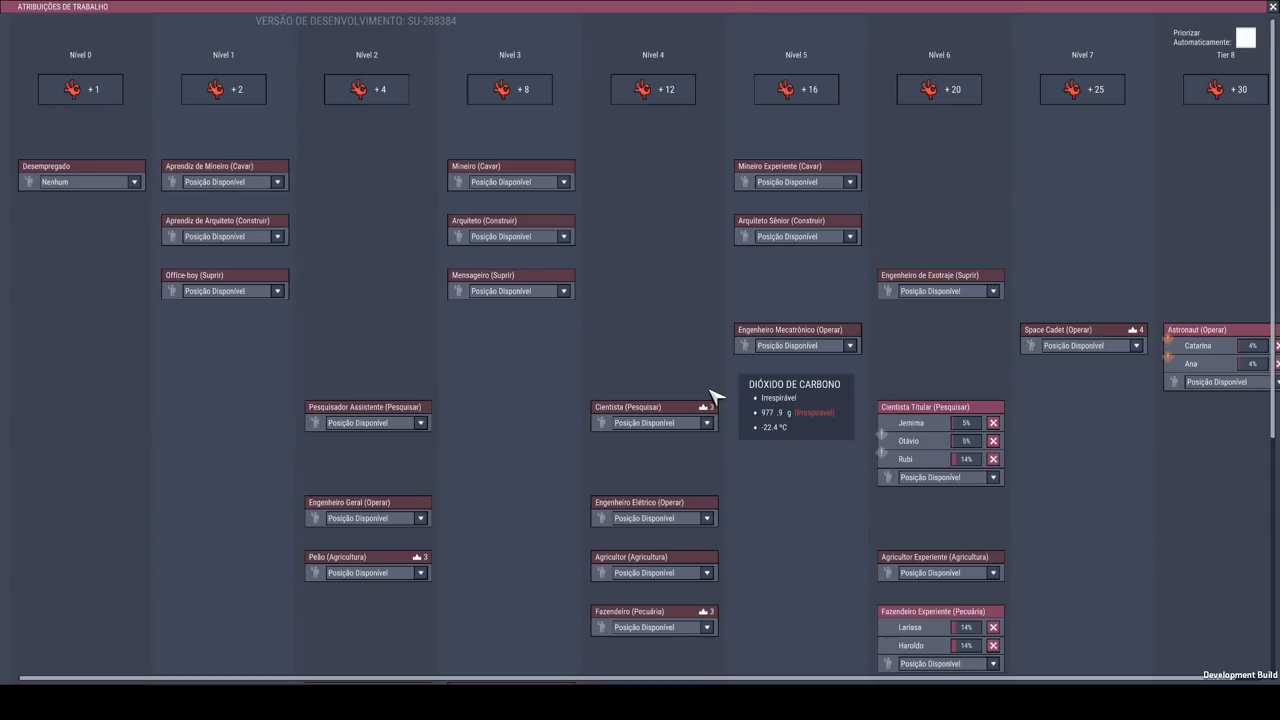 ATRIBUIÇÕES DE TRABALHO
VERSÃO DE DESENVOLVIMENTO: SU-288384
Priorizar
Automaticamente:
Nível 0
Nível 1
Nível 2
Nível 3
Nível 4
Nível 5
Nível 6
Nível 7
Tier 8
+ 1
+ 2
+ 4
+ 8
+ 12
+ 16
+ 20
+ 25
+ 30
Desempregado
Nenhum
Aprendiz de Mineiro (Cavar)
Posição Disponível
Mineiro (Cavar)
Posição Disponível
Mineiro Experiente (Cavar)
Posição Disponível
Aprendiz de Arquiteto (Construir)
Posição Disponível
Arquiteto (Construir)
Posição Disponível
Arquiteto Sênior (Construir)
Posição Disponível
Office-boy (Suprir)
Posição Disponível
Mensageiro (Suprir)
Posição Disponível
Engenheiro de Exotraje (Suprir)
Posição Disponível
Engenheiro Mecatrônico (Operar)
Posição Disponível
Space Cadet (Operar) 4
Posição Disponível
Astronaut (Operar)
Catarina 4%
Ana 4%
Posição Disponível
DIÓXIDO DE CARBONO
• Irrespirável
• 977 .9 g (Irrespirável)
• -22.4 ºC
Pesquisador Assistente (Pesquisar)
Posição Disponível
Cientista (Pesquisar) 3
Posição Disponível
Cientista Titular (Pesquisar)
Jemima 5%
Otávio 5%
Rubi 14%
Posição Disponível
Engenheiro Geral (Operar)
Posição Disponível
Engenheiro Elétrico (Operar)
Posição Disponível
Peão (Agricultura) 3
Posição Disponível
Agricultor (Agricultura)
Posição Disponível
Agricultor Experiente (Agricultura)
Posição Disponível
Fazendeiro (Pecuária) 3
Posição Disponível
Fazendeiro Experiente (Pecuária)
Larissa 14%
Haroldo 14%
Posição Disponível
Development Build